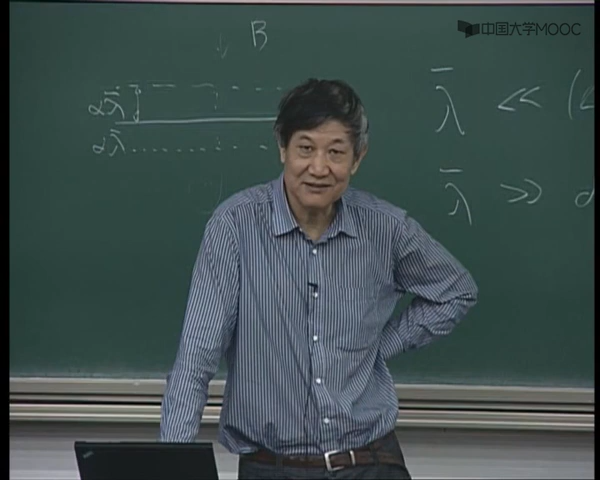 中国大学MOOC
B
αλ̄
αλ̄
λ̄ ≪ (
λ̄ ≫ d